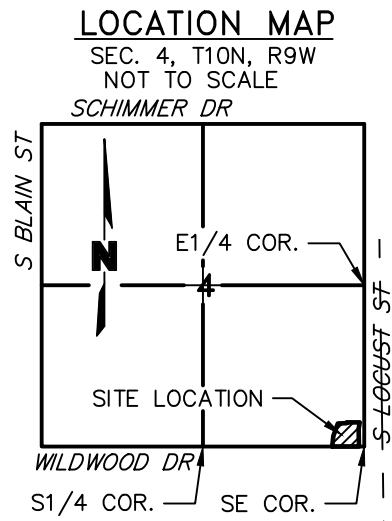 LOCATION MAP
SEC. 4, T10N, R9W
NOT TO SCALE
SCHIMMER DR
S BLAIN ST
N
E1/4 COR.
4
S LOCUST ST
SITE LOCATION
WILDWOOD DR
S1/4 COR.
SE COR.